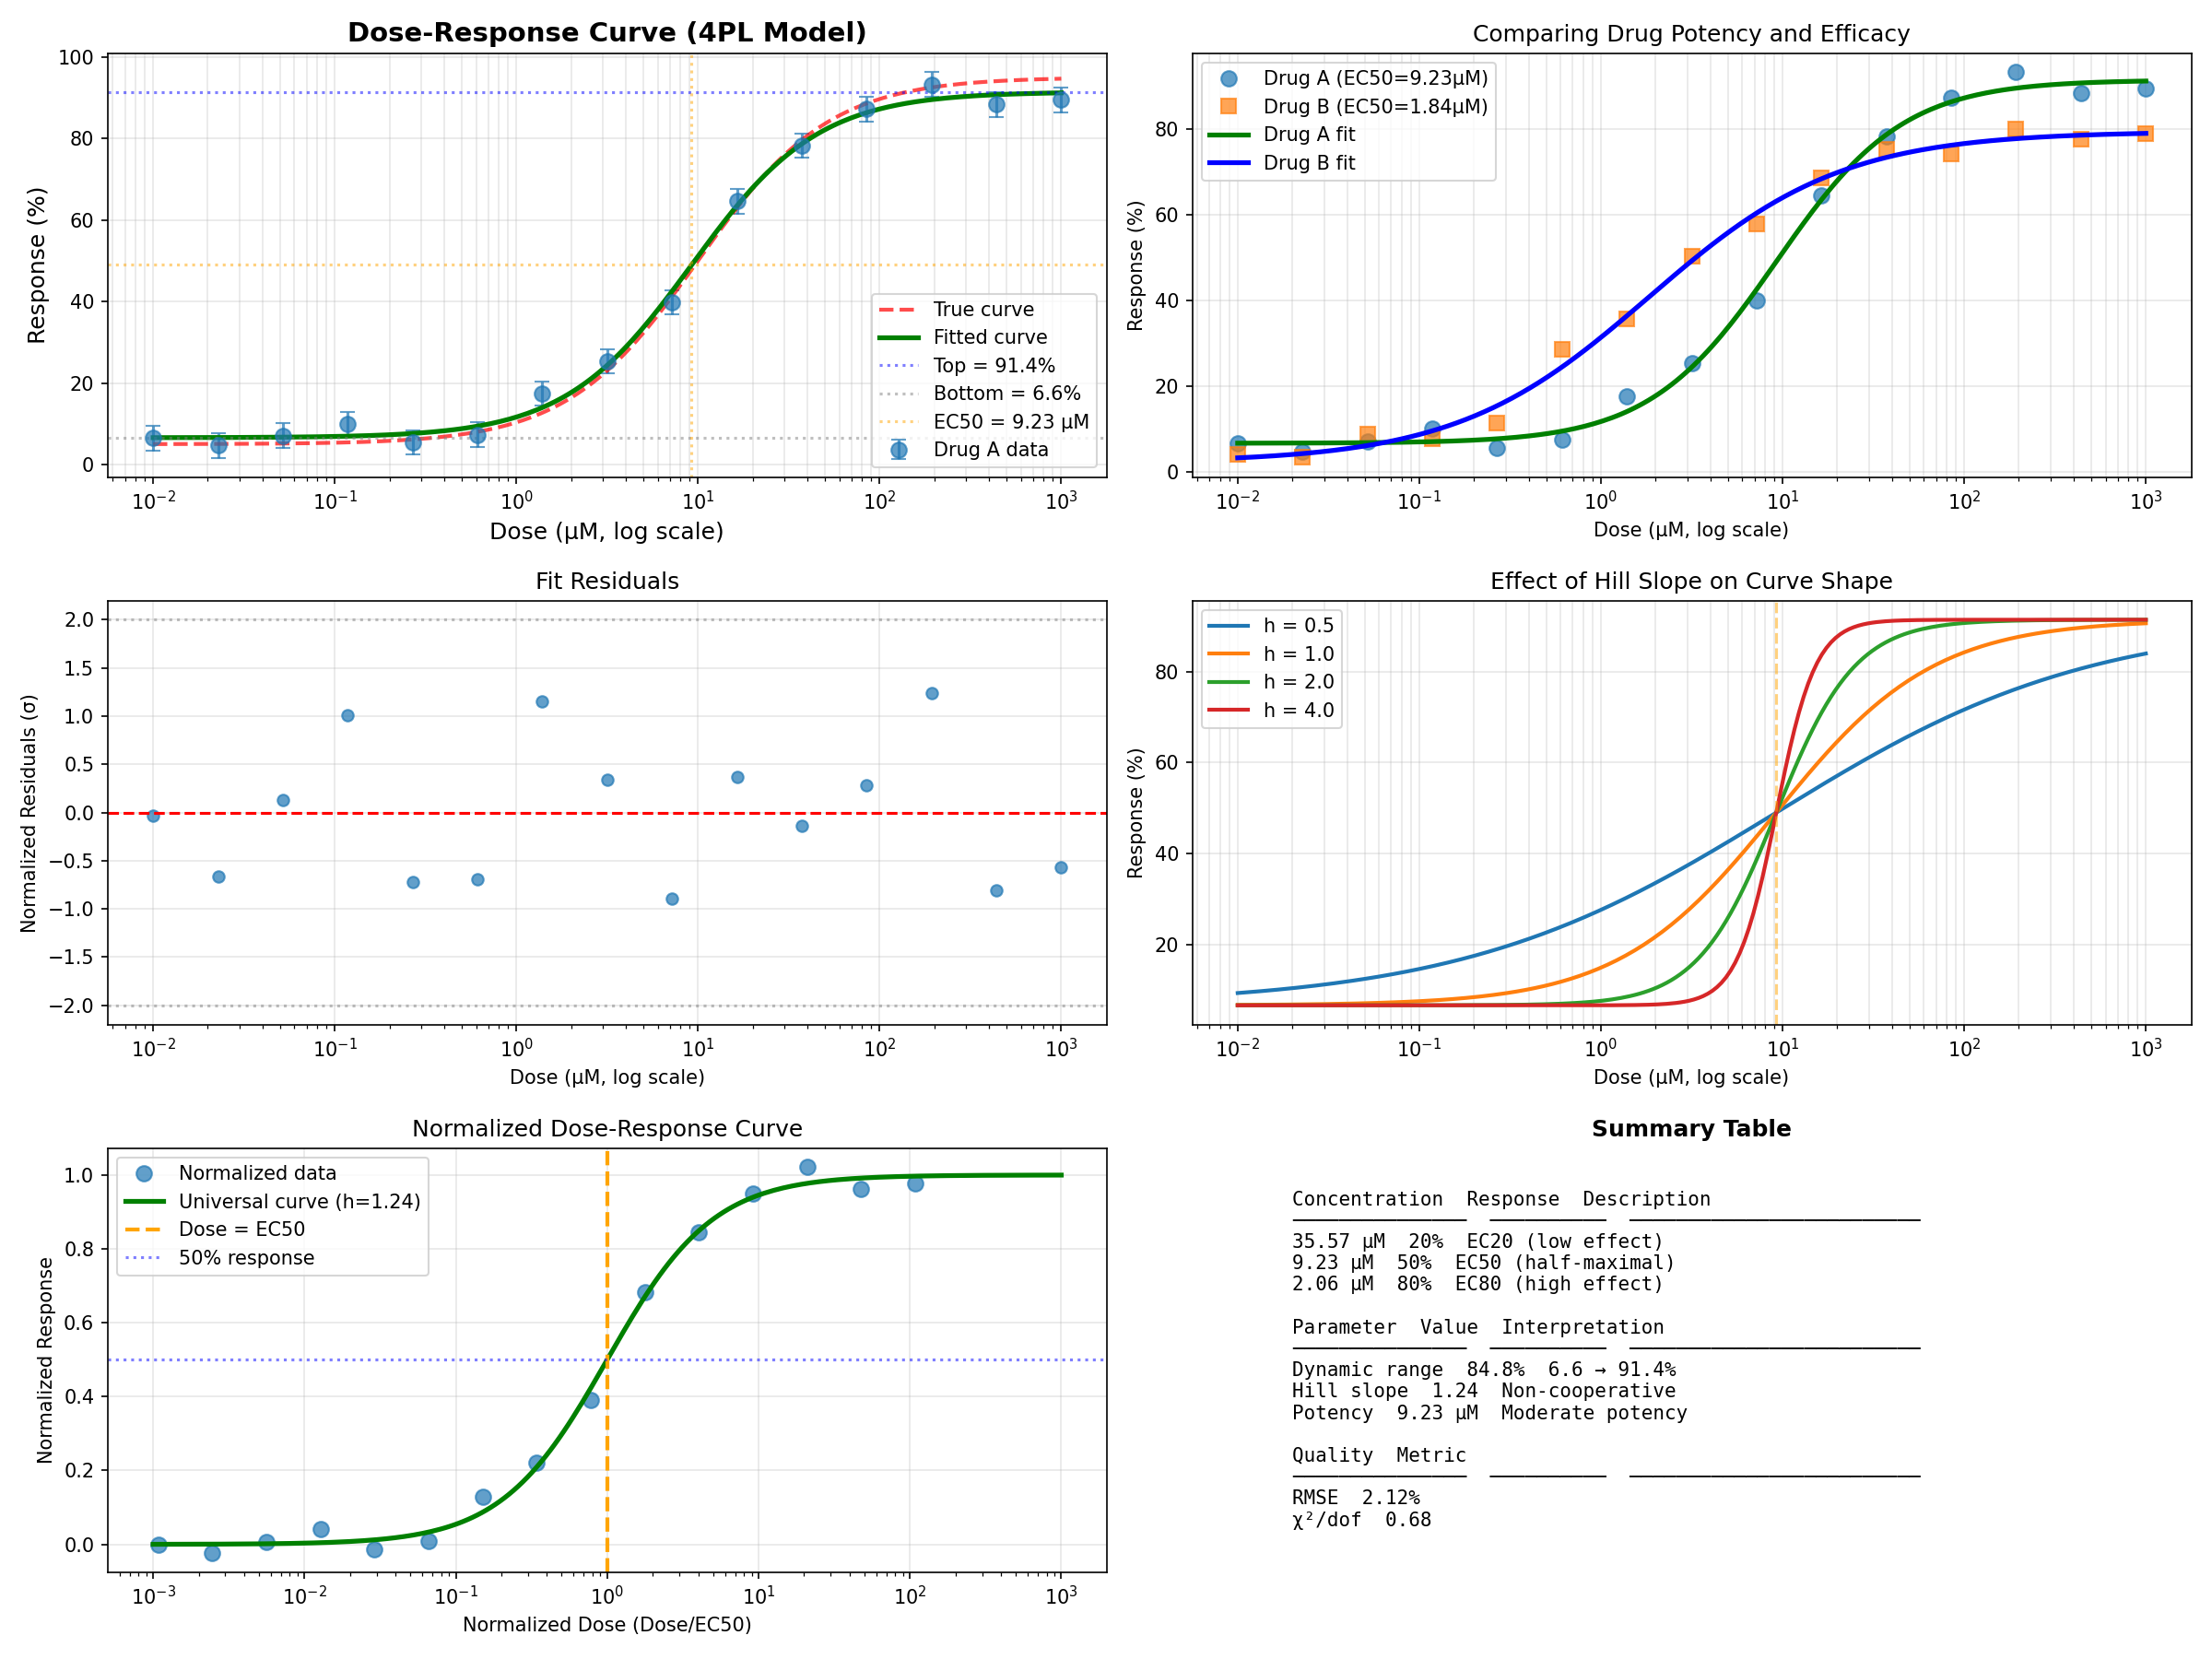 Dose-Response Curve (4PL Model)
Response (%)
100
80
60
40
20
0
True curve
Fitted curve
Top = 91.4%
Bottom = 6.6%
EC50 = 9.23 μM
Drug A data
10⁻² 10⁻¹ 10⁰ 10¹ 10² 10³
Dose (μM, log scale)
Comparing Drug Potency and Efficacy
Response (%)
80
60
40
20
0
Drug A (EC50=9.23μM)
Drug B (EC50=1.84μM)
Drug A fit
Drug B fit
10⁻² 10⁻¹ 10⁰ 10¹ 10² 10³
Dose (μM, log scale)
Fit Residuals
Normalized Residuals (σ)
2.0
1.5
1.0
0.5
0.0
−0.5
−1.0
−1.5
−2.0
10⁻² 10⁻¹ 10⁰ 10¹ 10² 10³
Dose (μM, log scale)
Effect of Hill Slope on Curve Shape
Response (%)
80
60
40
20
h = 0.5
h = 1.0
h = 2.0
h = 4.0
10⁻² 10⁻¹ 10⁰ 10¹ 10² 10³
Dose (μM, log scale)
Normalized Dose-Response Curve
Normalized Response
1.0
0.8
0.6
0.4
0.2
0.0
Normalized data
Universal curve (h=1.24)
Dose = EC50
50% response
10⁻³ 10⁻² 10⁻¹ 10⁰ 10¹ 10² 10³
Normalized Dose (Dose/EC50)
Summary Table
Concentration Response Description
35.57 μM 20% EC20 (low effect)
9.23 μM 50% EC50 (half-maximal)
2.06 μM 80% EC80 (high effect)
Parameter Value Interpretation
Dynamic range 84.8% 6.6 → 91.4%
Hill slope 1.24 Non-cooperative
Potency 9.23 μM Moderate potency
Quality Metric
RMSE 2.12%
χ²/dof 0.68